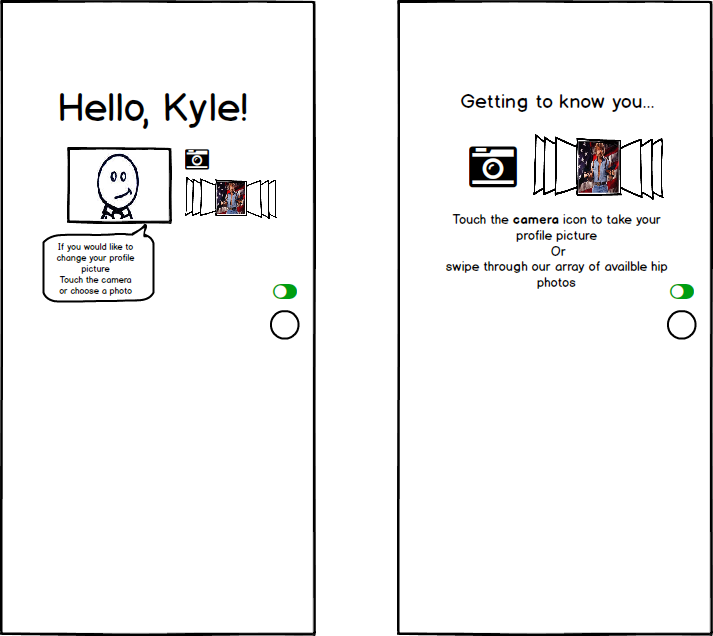 Hello, Kyle!
If you would like to
change your profile
picture
Touch the camera
or choose a photo
Getting to know you...
Touch the camera icon to take your
profile picture
Or
swipe through our array of availble hip
photos